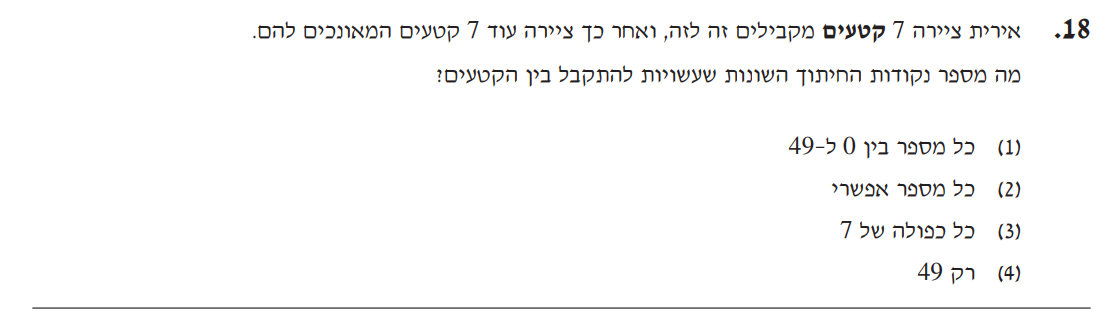 18. אירית ציירה 7 קטעים מקבילים זה לזה, ואחר כך ציירה עוד 7 קטעים המאונכים להם.
מה מספר נקודות החיתוך השונות שעשויות להתקבל בין הקטעים?
(1) כל מספר בין 0 ל-49
(2) כל מספר אפשרי
(3) כל כפולה של 7
(4) רק 49